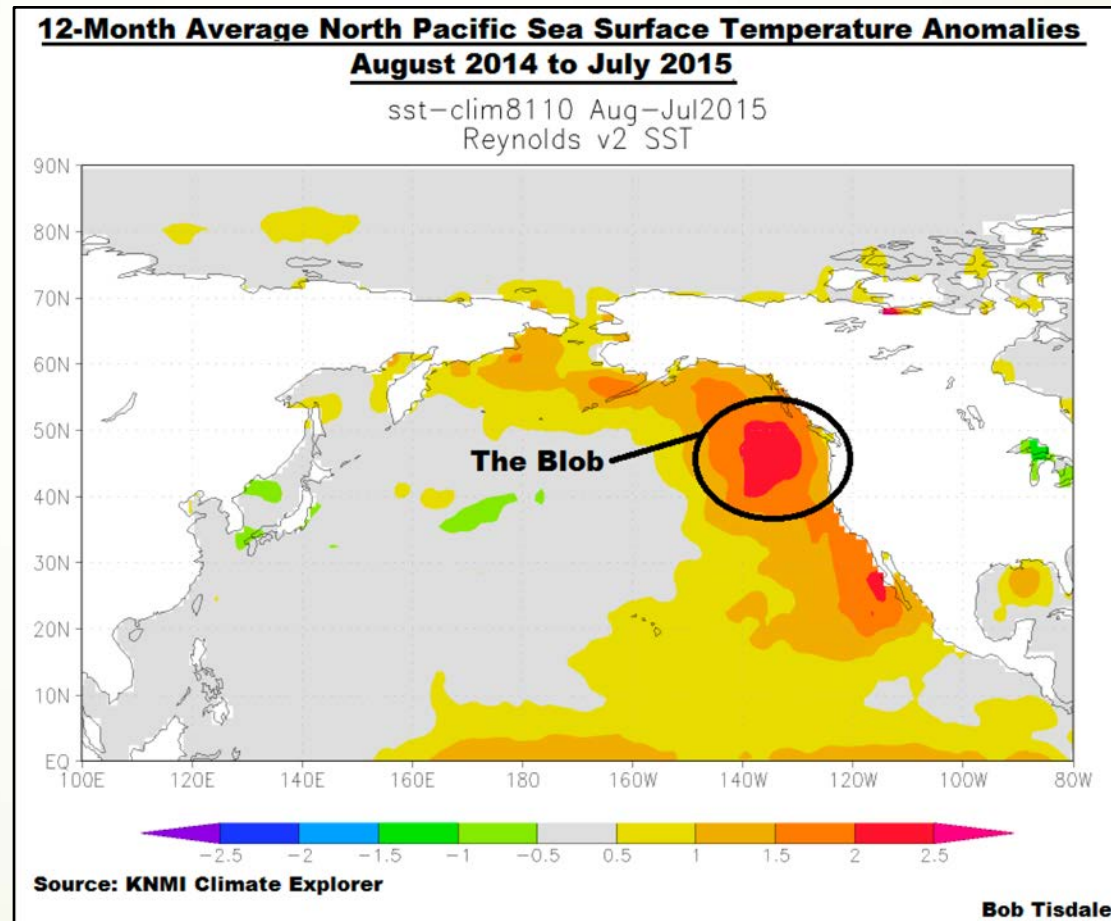 12-Month Average North Pacific Sea Surface Temperature Anomalies
August 2014 to July 2015
sst-clim8110 Aug-Jul2015
Reynolds v2 SST
90N
80N
70N
60N
50N
The Blob
40N
30N
20N
10N
EQ
100E 120E 140E 160E 180 160W 140W 120W 100W 80W
-2.5 -2 -1.5 -1 -0.5 0.5 1 1.5 2 2.5
Source: KNMI Climate Explorer
Bob Tisdale